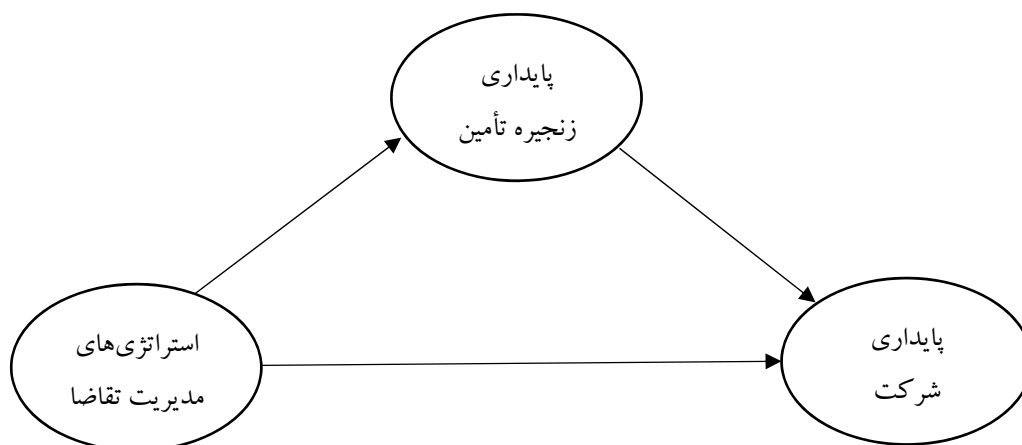 پایداری
زنجیره تأمین
استراتژی‌های
مدیریت تقاضا
پایداری
شرکت